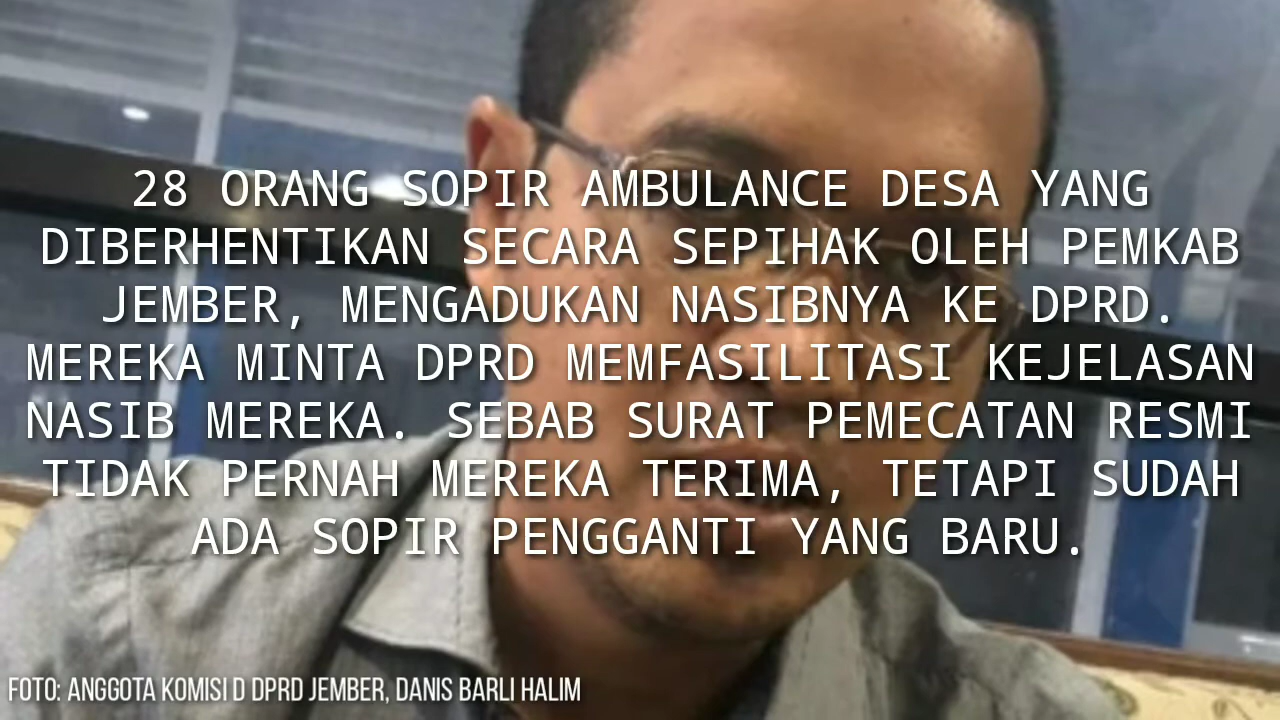 28 ORANG SOPIR AMBULANCE DESA YANG
DIBERHENTIKAN SECARA SEPIHAK OLEH PEMKAB
JEMBER, MENGADUKAN NASIBNYA KE DPRD.
MEREKA MINTA DPRD MEMFASILITASI KEJELASAN
NASIB MEREKA. SEBAB SURAT PEMECATAN RESMI
TIDAK PERNAH MEREKA TERIMA, TETAPI SUDAH
ADA SOPIR PENGGANTI YANG BARU.
FOTO: ANGGOTA KOMISI D DPRD JEMBER, DANIS BARLI HALIM